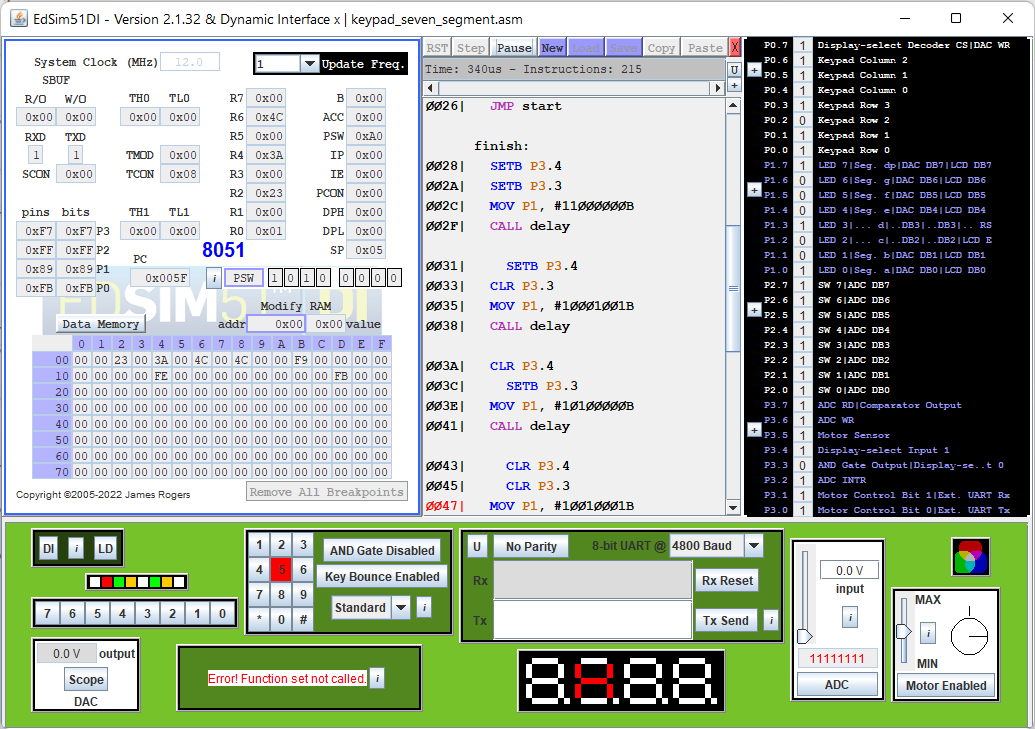 EdSim51DI - Version 2.1.32 & Dynamic Interface x | keypad_seven_segment.asm
System Clock (MHz) 12.0 1 Update Freq.
SBUF
R/O W/O TH0 TL0 R7 0x00 B 0x00
0x00 0x00 0x00 0x00 R6 0x4C ACC 0x00
RXD TXD R5 0x00 PSW 0xA0
1 1 TMOD 0x00 R4 0x3A IP 0x00
SCON 0x00 TCON 0x08 R3 0x00 IE 0x00
R2 0x23 PCON 0x00
pins bits TH1 TL1 R1 0x00 DPH 0x00
0xF7 0xF7 P3 0x00 0x00 R0 0x01 DPL 0x00
0xFF 0xFF P2 8051 SP 0x05
0x89 0x89 P1 PC
0xFB 0xFB P0 0x005F i PSW 1 0 1 0 0 0 0 0
EDSIM51DI
Modify RAM
Data Memory addr 0x00 0x00 value
0 1 2 3 4 5 6 7 8 9 A B C D E F
00 00 00 23 00 3A 00 4C 00 4C 00 00 F9 00 00 00 00
10 00 00 00 00 FE 00 00 00 00 00 00 00 00 FB 00 00
20 00 00 00 00 00 00 00 00 00 00 00 00 00 00 00 00
30 00 00 00 00 00 00 00 00 00 00 00 00 00 00 00 00
40 00 00 00 00 00 00 00 00 00 00 00 00 00 00 00 00
50 00 00 00 00 00 00 00 00 00 00 00 00 00 00 00 00
60 00 00 00 00 00 00 00 00 00 00 00 00 00 00 00 00
70 00 00 00 00 00 00 00 00 00 00 00 00 00 00 00 00
Copyright ©2005-2022 James Rogers Remove All Breakpoints
RST Step Pause New Load Save Copy Paste X
Time: 340us - Instructions: 215 U
+
0026| JMP start
finish:
0028| SETB P3.4
002A| SETB P3.3
002C| MOV P1, #11000000B
002F| CALL delay
0031| SETB P3.4
0033| CLR P3.3
0035| MOV P1, #10001001B
0038| CALL delay
003A| CLR P3.4
003C| SETB P3.3
003E| MOV P1, #10100000B
0041| CALL delay
0043| CLR P3.4
0045| CLR P3.3
0047| MOV P1, #10010001B
P0.7 1 Display-select Decoder CS|DAC WR
P0.6 1 Keypad Column 2
+ P0.5 1 Keypad Column 1
P0.4 1 Keypad Column 0
P0.3 1 Keypad Row 3
P0.2 0 Keypad Row 2
P0.1 1 Keypad Row 1
P0.0 1 Keypad Row 0
P1.7 1 LED 7|Seg. dp|DAC DB7|LCD DB7
P1.6 0 LED 6|Seg. g|DAC DB6|LCD DB6
+ P1.5 0 LED 5|Seg. f|DAC DB5|LCD DB5
P1.4 0 LED 4|Seg. e|DAC DB4|LCD DB4
P1.3 1 LED 3|... d|..DB3|..DB3|.. RS
P1.2 0 LED 2|... c|..DB2|..DB2|LCD E
P1.1 0 LED 1|Seg. b|DAC DB1|LCD DB1
P1.0 1 LED 0|Seg. a|DAC DB0|LCD DB0
P2.7 1 SW 7|ADC DB7
P2.6 1 SW 6|ADC DB6
+ P2.5 1 SW 5|ADC DB5
P2.4 1 SW 4|ADC DB4
P2.3 1 SW 3|ADC DB3
P2.2 1 SW 2|ADC DB2
P2.1 1 SW 1|ADC DB1
P2.0 1 SW 0|ADC DB0
P3.7 1 ADC RD|Comparator Output
P3.6 1 ADC WR
+ P3.5 1 Motor Sensor
P3.4 1 Display-select Input 1
P3.3 0 AND Gate Output|Display-se..t 0
P3.2 1 ADC INTR
P3.1 1 Motor Control Bit 1|Ext. UART Rx
P3.0 1 Motor Control Bit 0|Ext. UART Tx
DI i LD
7 6 5 4 3 2 1 0
0.0 V output
Scope
DAC
1 2 3
4 5 6
7 8 9
* 0 #
AND Gate Disabled
Key Bounce Enabled
Standard i
Error! Function set not called. i
U No Parity 8-bit UART @ 4800 Baud
Rx Rx Reset
Tx Tx Send i
8.H.8.8.
0.0 V
input
i
11111111
ADC
MAX
i
MIN
Motor Enabled